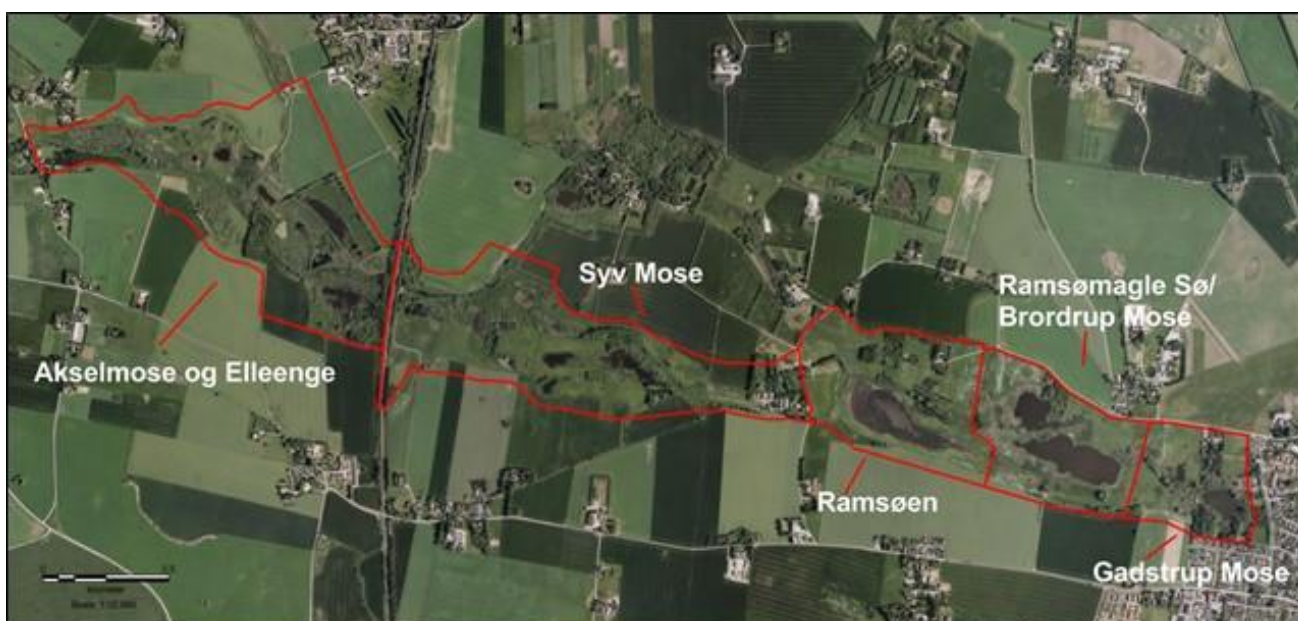 Syv Mose
Ramsømagle Sø/
Brordrup Mose
Akselmose og Elleenge
Ramsøen
Gadstrup Mose